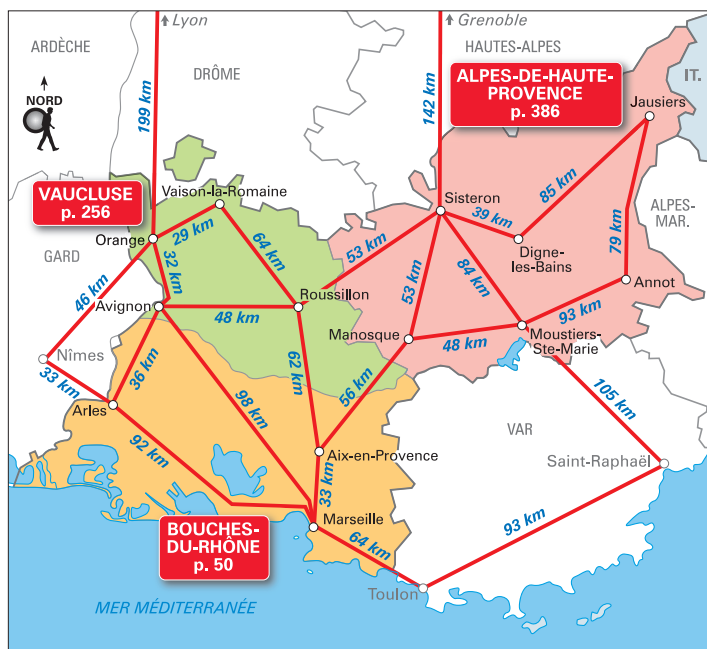 Lyon
Grenoble
ARDÈCHE
HAUTES-ALPES
DRÔME
IT.
ALPES-DE-HAUTE-
PROVENCE
p. 386
NORD
199 km
142 km
Jausiers
VAUCLUSE
p. 256
Vaison-la-Romaine
Sisteron
85 km
ALPES-
MAR.
39 km
Orange
29 km
64 km
53 km
Digne-
les-Bains
79 km
GARD
32 km
46 km
84 km
53 km
Annot
Avignon
Roussillon
48 km
93 km
Manosque
48 km
Moustiers-
Ste-Marie
Nîmes
33 km
36 km
62 km
56 km
105 km
Arles
98 km
VAR
92 km
Aix-en-Provence
Saint-Raphaël
33 km
Marseille
BOUCHES-
DU-RHÔNE
p. 50
64 km
93 km
Toulon
MER MÉDITERRANÉE